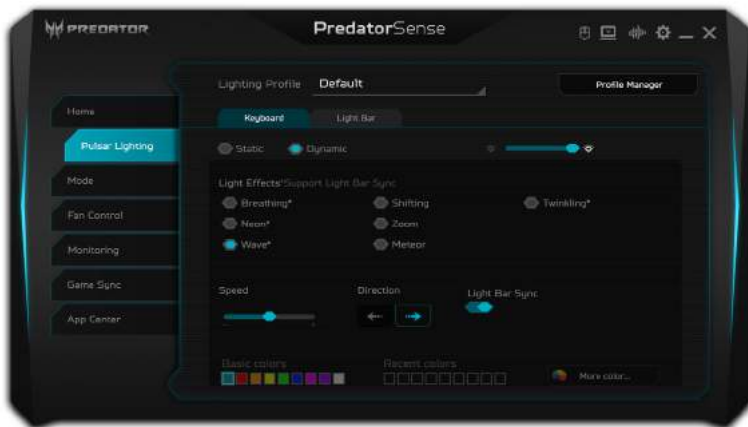 PREDATOR
PredatorSense
Lighting Profile Default
Profile Manager
Home
Pulsar Lighting
Mode
Fan Control
Monitoring
Game Sync
App Center
Keyboard Light Bar
Static Dynamic
Light Effects*Support Light Bar Sync
Breathing* Shifting Twinkling*
Neon* Zoom
Wave* Meteor
Speed Direction Light Bar Sync
Basic colors Recent colors
More color...